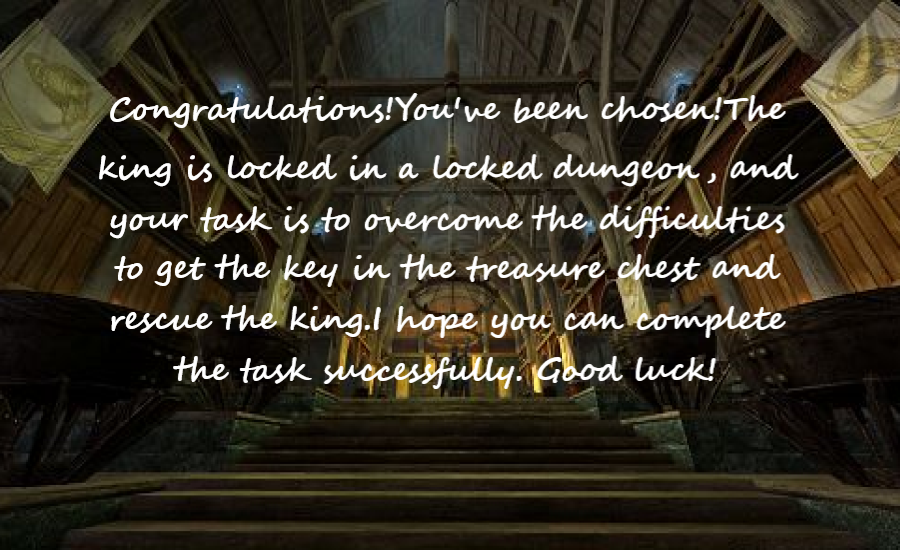 Congratulations!You've been chosen!The
king is locked in a locked dungeon , and
your task is to overcome the difficulties
to get the key in the treasure chest and
rescue the king.I hope you can complete
the task successfully. Good luck!